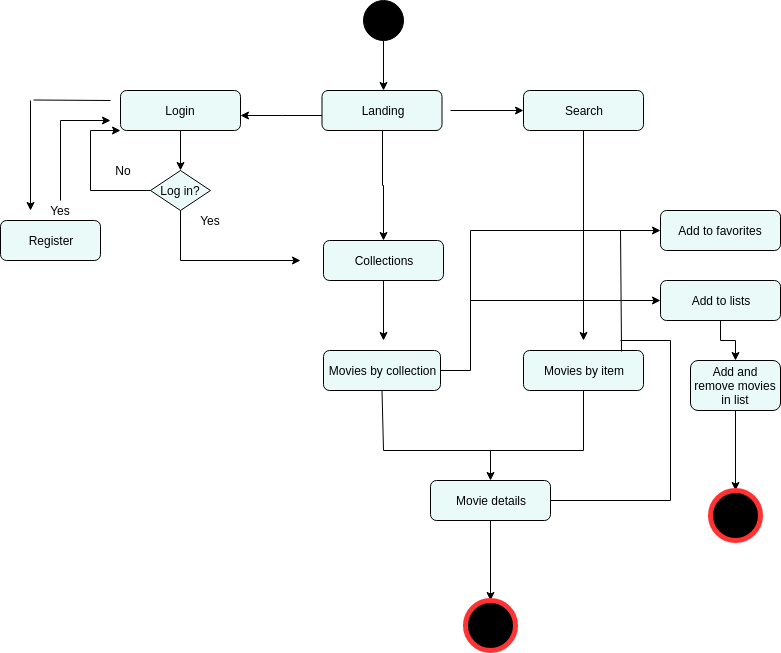 Login
Landing
Search
No
Log in?
Yes
Yes
Register
Add to favorites
Collections
Add to lists
Movies by collection
Movies by item
Add and
remove movies
in list
Movie details